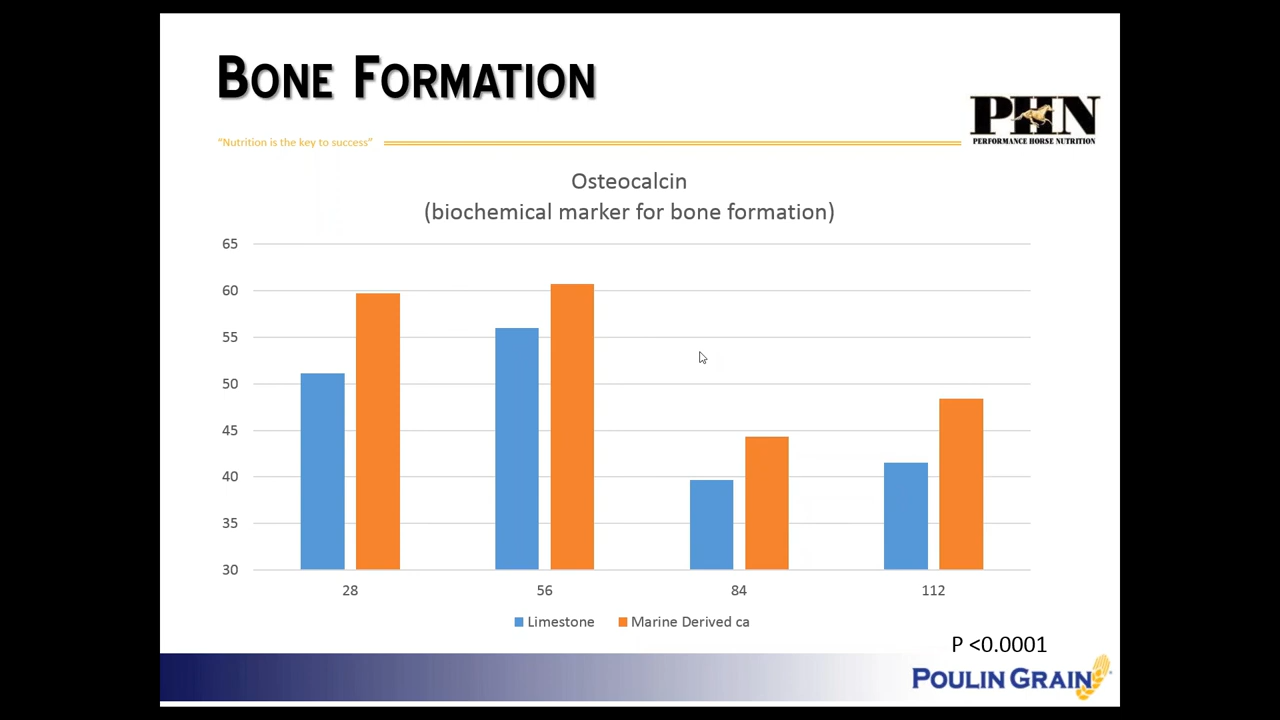 BONE FORMATION
"Nutrition is the key to success"
PHN
PERFORMANCE HORSE NUTRITION
Osteocalcin
(biochemical marker for bone formation)
65
60
55
50
45
40
35
30
28 56 84 112
Limestone Marine Derived ca
P <0.0001
POULIN GRAIN